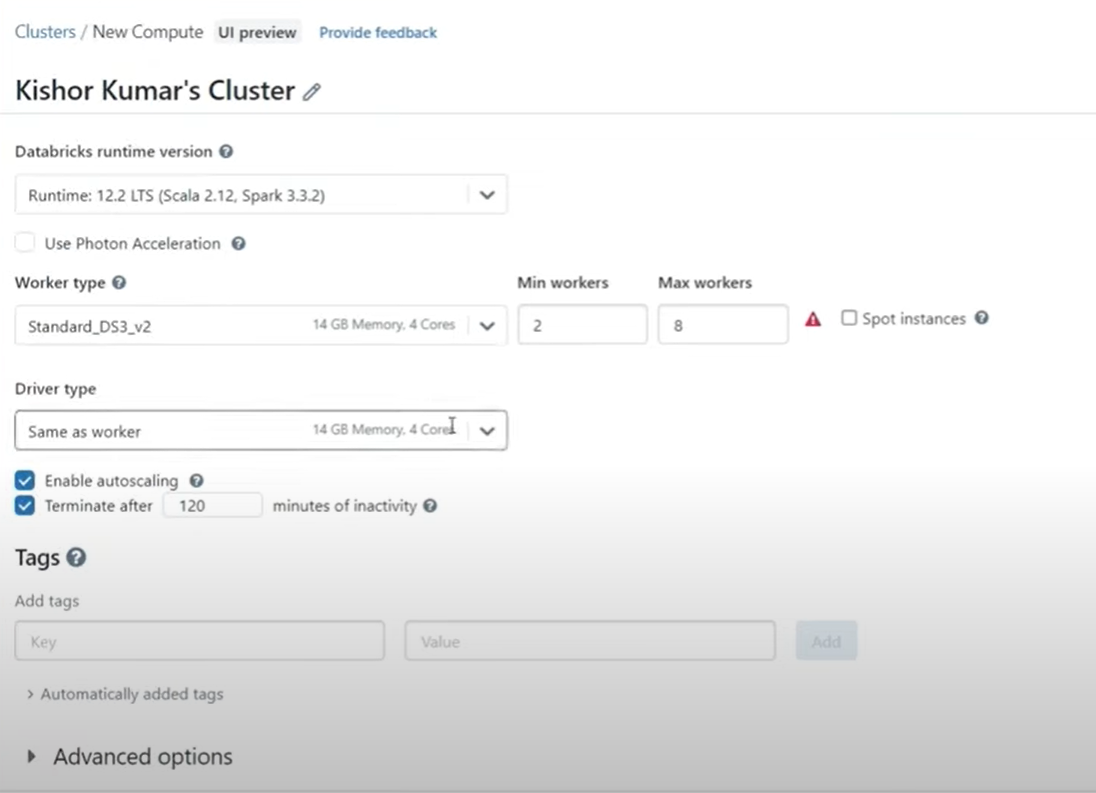 Clusters / New Compute UI preview Provide feedback
Kishor Kumar's Cluster
Databricks runtime version
Runtime: 12.2 LTS (Scala 2.12, Spark 3.3.2)
Use Photon Acceleration
Worker type Min workers Max workers
Standard_DS3_v2 14 GB Memory, 4 Cores 2 8 Spot instances
Driver type
Same as worker 14 GB Memory, 4 Cores
Enable autoscaling
Terminate after 120 minutes of inactivity
Tags
Add tags
Key Value Add
Automatically added tags
Advanced options